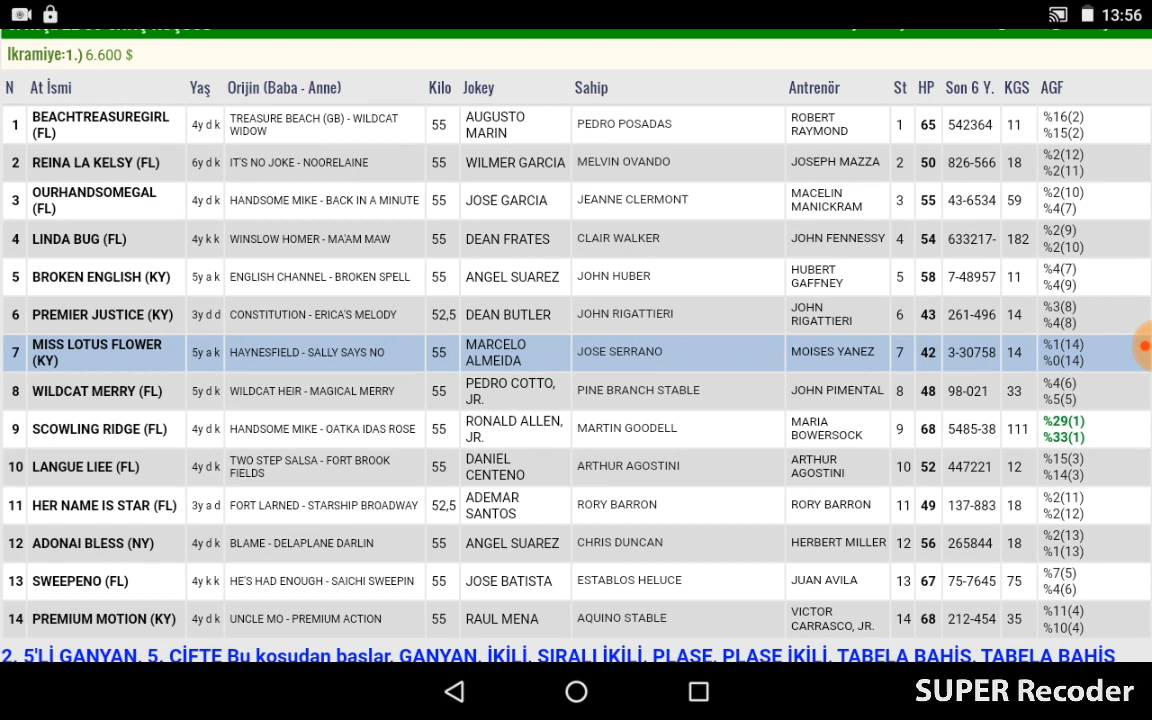 13:56
Ikramiye:1.) 6.600 $
N At İsmi Yaş Orijin (Baba - Anne) Kilo Jokey Sahip Antrenör St HP Son 6 Y. KGS AGF
1 BEACHTREASUREGIRL (FL) 4y d k TREASURE BEACH (GB) - WILDCAT WIDOW 55 AUGUSTO MARIN PEDRO POSADAS ROBERT RAYMOND 1 65 542364 11 %16(2) %15(2)
2 REINA LA KELSY (FL) 6y d k IT'S NO JOKE - NOORELAINE 55 WILMER GARCIA MELVIN OVANDO JOSEPH MAZZA 2 50 826-566 18 %2(12) %2(11)
3 OURHANDSOMEGAL (FL) 4y d k HANDSOME MIKE - BACK IN A MINUTE 55 JOSE GARCIA JEANNE CLERMONT MACELIN MANICKRAM 3 55 43-6534 59 %2(10) %4(7)
4 LINDA BUG (FL) 4y k k WINSLOW HOMER - MA'AM MAW 55 DEAN FRATES CLAIR WALKER JOHN FENNESSY 4 54 633217- 182 %2(9) %2(10)
5 BROKEN ENGLISH (KY) 5y a k ENGLISH CHANNEL - BROKEN SPELL 55 ANGEL SUAREZ JOHN HUBER HUBERT GAFFNEY 5 58 7-48957 11 %4(7) %4(9)
6 PREMIER JUSTICE (KY) 3y d d CONSTITUTION - ERICA'S MELODY 52,5 DEAN BUTLER JOHN RIGATTIERI JOHN RIGATTIERI 6 43 261-496 14 %3(8) %4(8)
7 MISS LOTUS FLOWER (KY) 5y a k HAYNESFIELD - SALLY SAYS NO 55 MARCELO ALMEIDA JOSE SERRANO MOISES YANEZ 7 42 3-30758 14 %1(14) %0(14)
8 WILDCAT MERRY (FL) 5y d k WILDCAT HEIR - MAGICAL MERRY 55 PEDRO COTTO, JR. PINE BRANCH STABLE JOHN PIMENTAL 8 48 98-021 33 %4(6) %5(5)
9 SCOWLING RIDGE (FL) 4y d k HANDSOME MIKE - OATKA IDAS ROSE 55 RONALD ALLEN, JR. MARTIN GOODELL MARIA BOWERSOCK 9 68 5485-38 111 %29(1) %33(1)
10 LANGUE LIEE (FL) 4y d k TWO STEP SALSA - FORT BROOK FIELDS 55 DANIEL CENTENO ARTHUR AGOSTINI ARTHUR AGOSTINI 10 52 447221 12 %15(3) %14(3)
11 HER NAME IS STAR (FL) 3y a d FORT LARNED - STARSHIP BROADWAY 52,5 ADEMAR SANTOS RORY BARRON RORY BARRON 11 49 137-883 18 %2(11) %2(12)
12 ADONAI BLESS (NY) 4y d k BLAME - DELAPLANE DARLIN 55 ANGEL SUAREZ CHRIS DUNCAN HERBERT MILLER 12 56 265844 18 %2(13) %1(13)
13 SWEEPENO (FL) 4y k k HE'S HAD ENOUGH - SAICHI SWEEPIN 55 JOSE BATISTA ESTABLOS HELUCE JUAN AVILA 13 67 75-7645 75 %7(5) %4(6)
14 PREMIUM MOTION (KY) 4y d k UNCLE MO - PREMIUM ACTION 55 RAUL MENA AQUINO STABLE VICTOR CARRASCO, JR. 14 68 212-454 35 %11(4) %10(4)
2. 5'Lİ GANYAN, 5. ÇİFTE Bu koşudan başlar. GANYAN, İKİLİ, SIRALI İKİLİ, PLASE, PLASE İKİLİ, TABELA BAHİS, TABELA BAHİS
SUPER Recoder